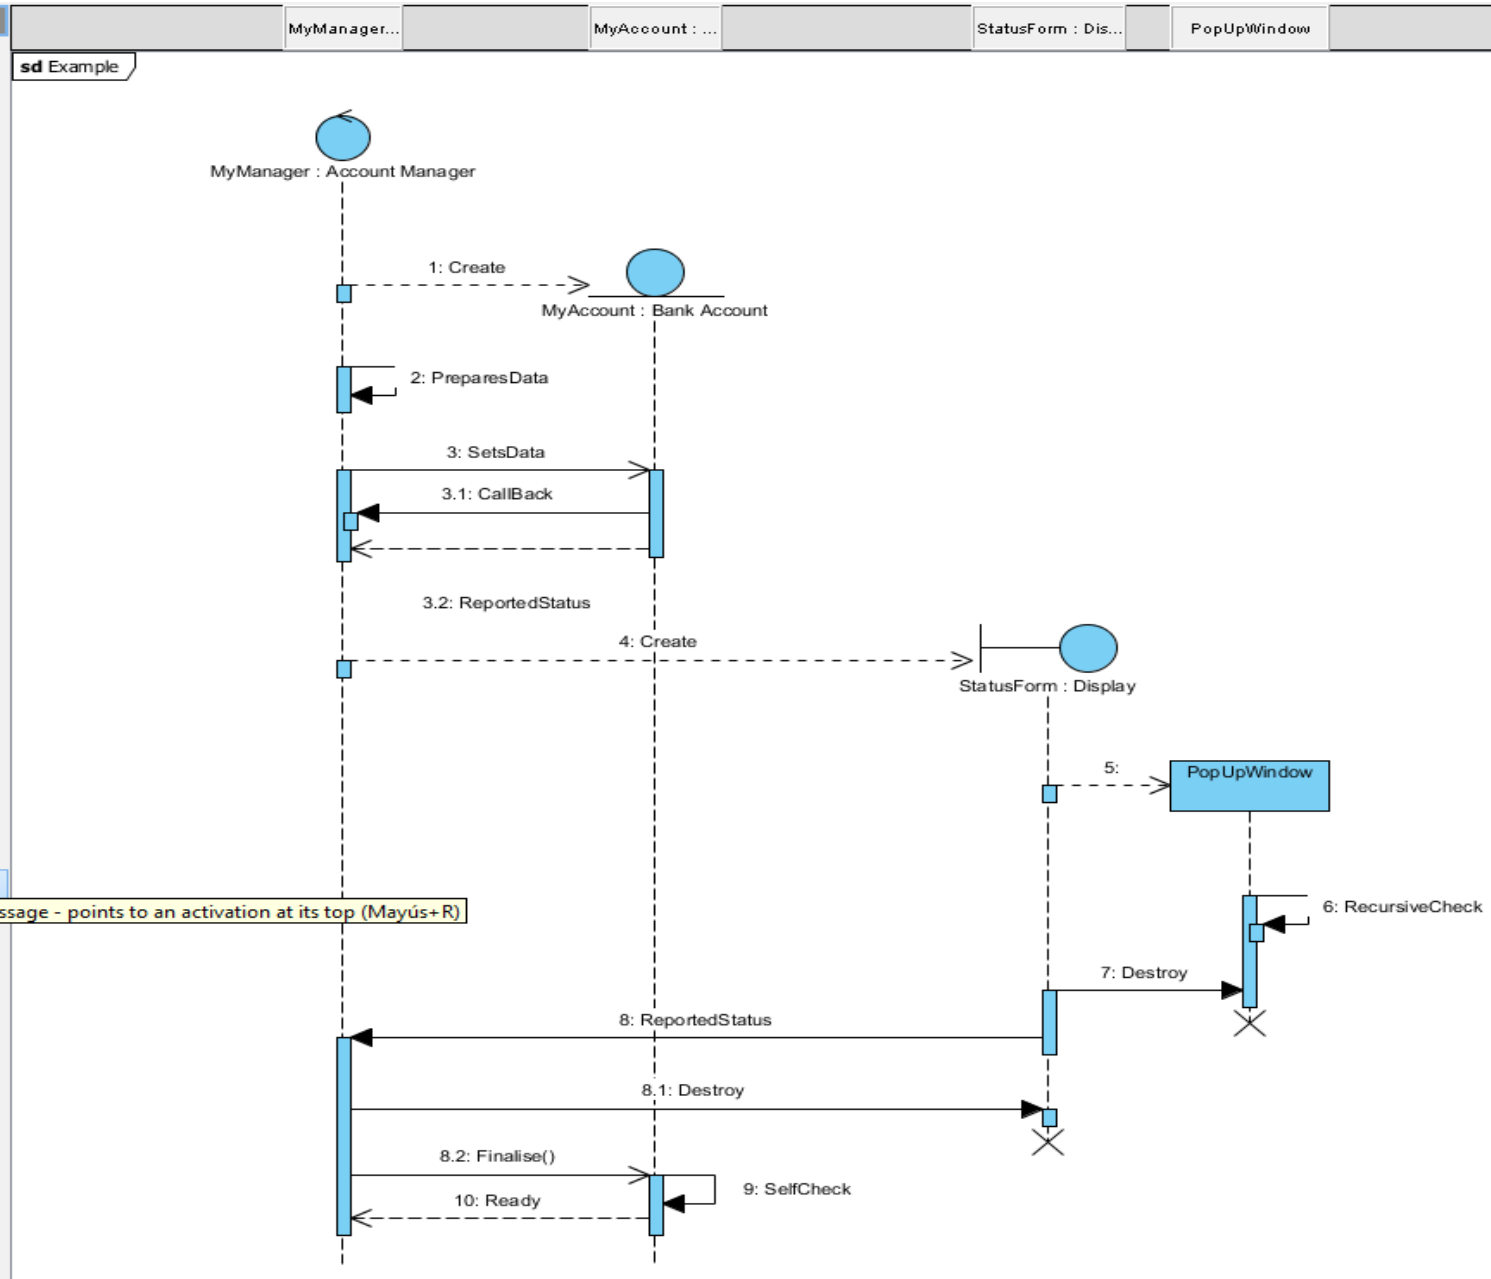 MyManager...
MyAccount : ...
StatusForm : Dis...
PopUpWindow
sd Example
MyManager : Account Manager
1: Create
MyAccount : Bank Account
2: PreparesData
3: SetsData
3.1: CallBack
3.2: ReportedStatus
4: Create
StatusForm : Display
5:
PopUpWindow
ssage - points to an activation at its top (Mayús+R)
6: RecursiveCheck
7: Destroy
8: ReportedStatus
8.1: Destroy
8.2: Finalise()
9: SelfCheck
10: Ready